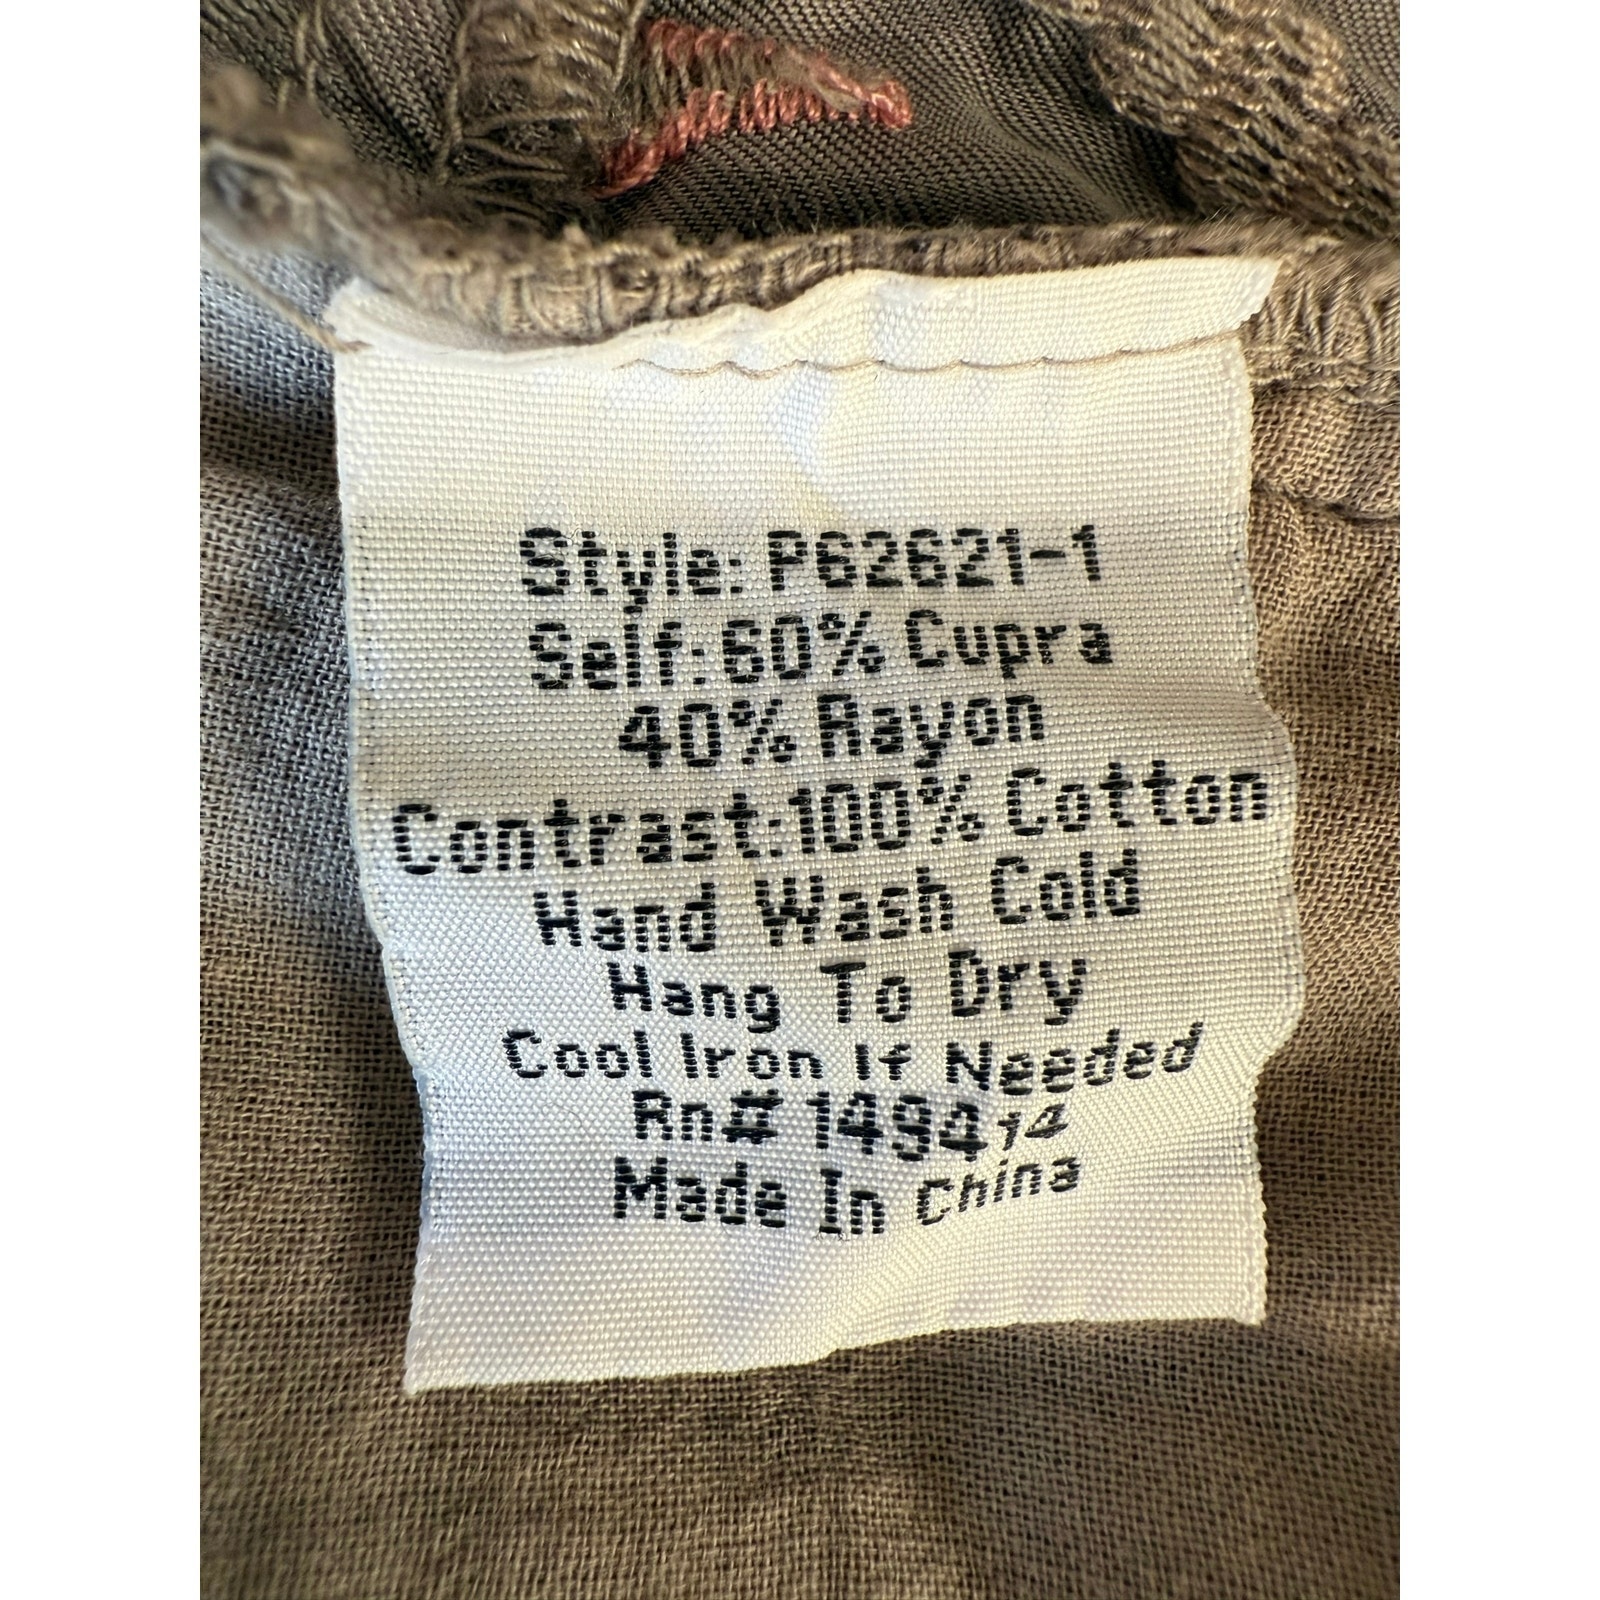 Style: P62621-1
Self: 60% Cupra
40% Rayon
Contrast: 100% Cotton
Hand Wash Cold
Hang To Dry
Cool Iron If Needed
Rn# 149414
Made In China